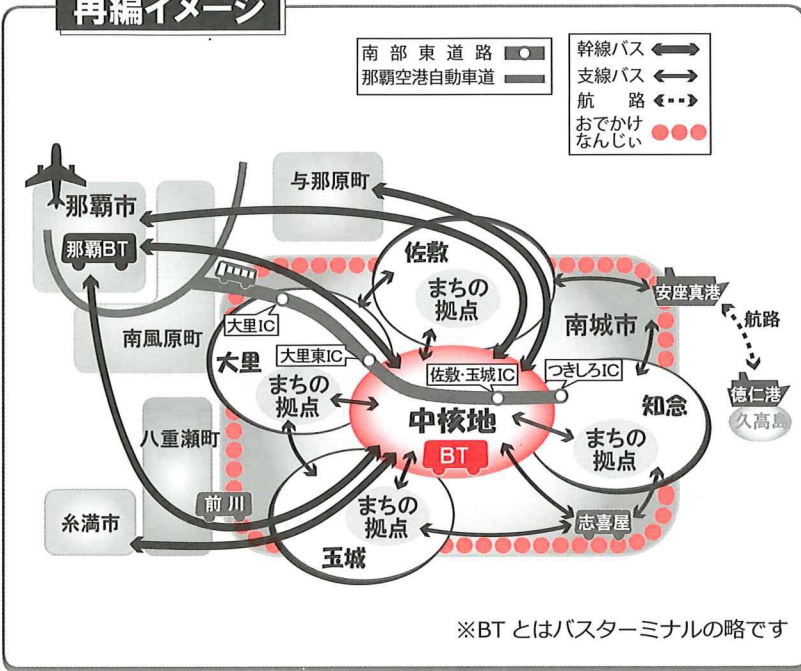 再編イメージ
南部東道路
那覇空港自動車道
幹線バス
支線バス
航路
おでかけ
なんじぃ
与那原町
那覇市
那覇BT
佐敷
まちの
拠点
安座真港
航路
南城市
大里IC
南風原町
大里
大里東IC
佐敷・玉城IC
つきしろIC
徳仁港
久高島
知念
まちの
拠点
中核地
BT
まちの
拠点
八重瀬町
前川
志喜屋
糸満市
まちの
拠点
玉城
※BT とはバスターミナルの略です